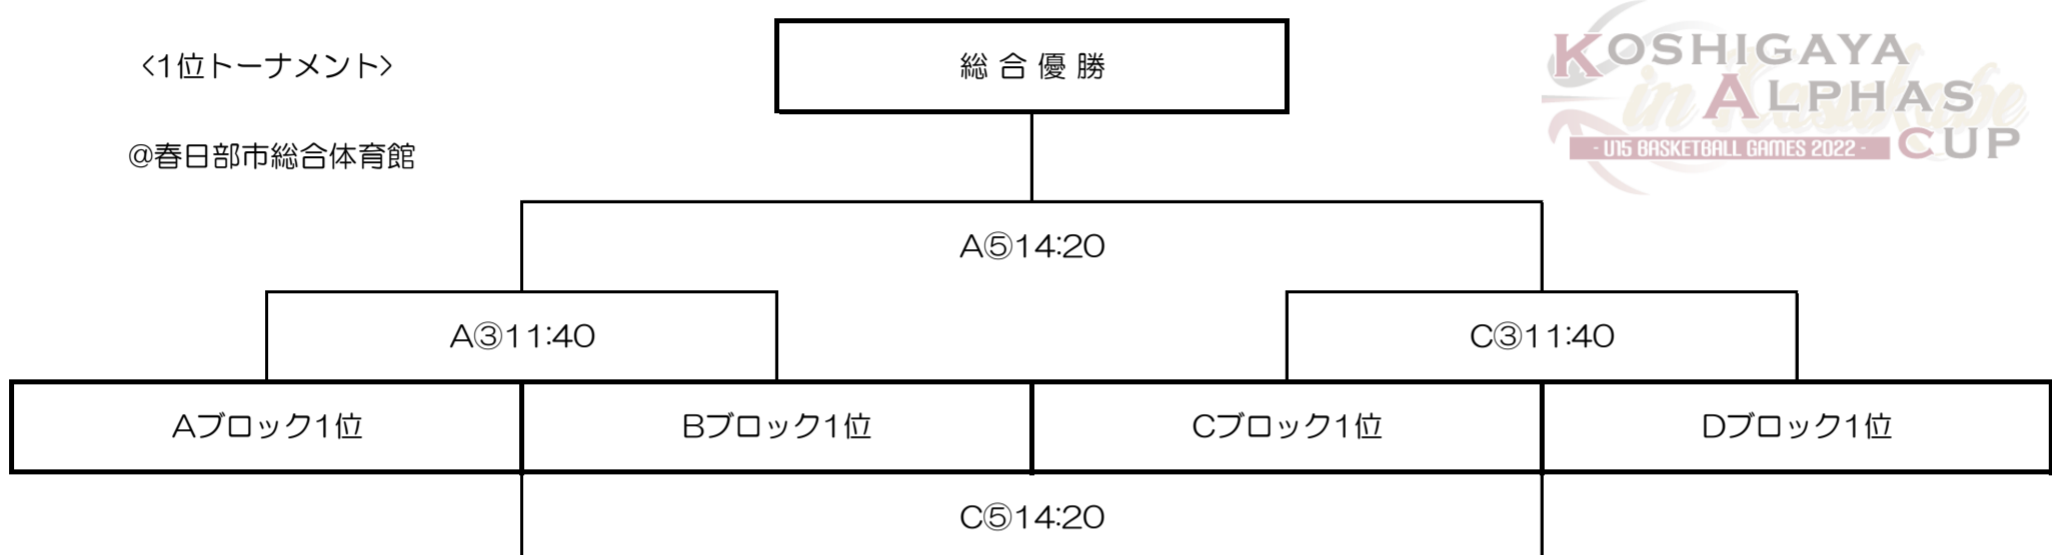 <1位トーナメント>
総合優勝
KOSHIGAYA
in Kasukabe
ALPHAS
CUP
- U15 BASKETBALL GAMES 2022 -
@春日部市総合体育館
A⑤14:20
A③11:40
C③11:40
Aブロック1位
Bブロック1位
Cブロック1位
Dブロック1位
C⑤14:20